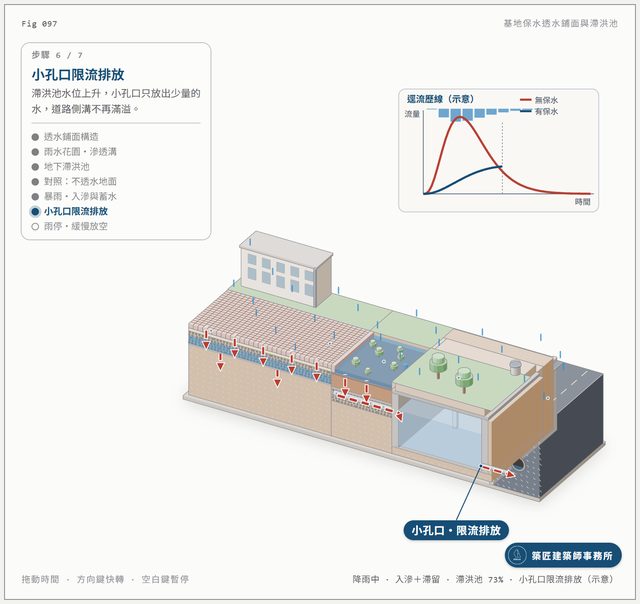 Fig 097
基地保水透水鋪面與滯洪池
步驟 6 / 7
小孔口限流排放
滯洪池水位上升，小孔口只放出少量的
水，道路側溝不再滿溢。
透水鋪面構造
雨水花園・滲透溝
地下滯洪池
對照：不透水地面
暴雨・入滲與蓄水
小孔口限流排放
雨停・緩慢放空
逕流歷線（示意）
無保水
有保水
流量
時間
小孔口・限流排放
築匠建築師事務所
拖動時間 · 方向鍵快轉 · 空白鍵暫停
降雨中 · 入滲＋滯留 · 滯洪池 73% · 小孔口限流排放（示意）